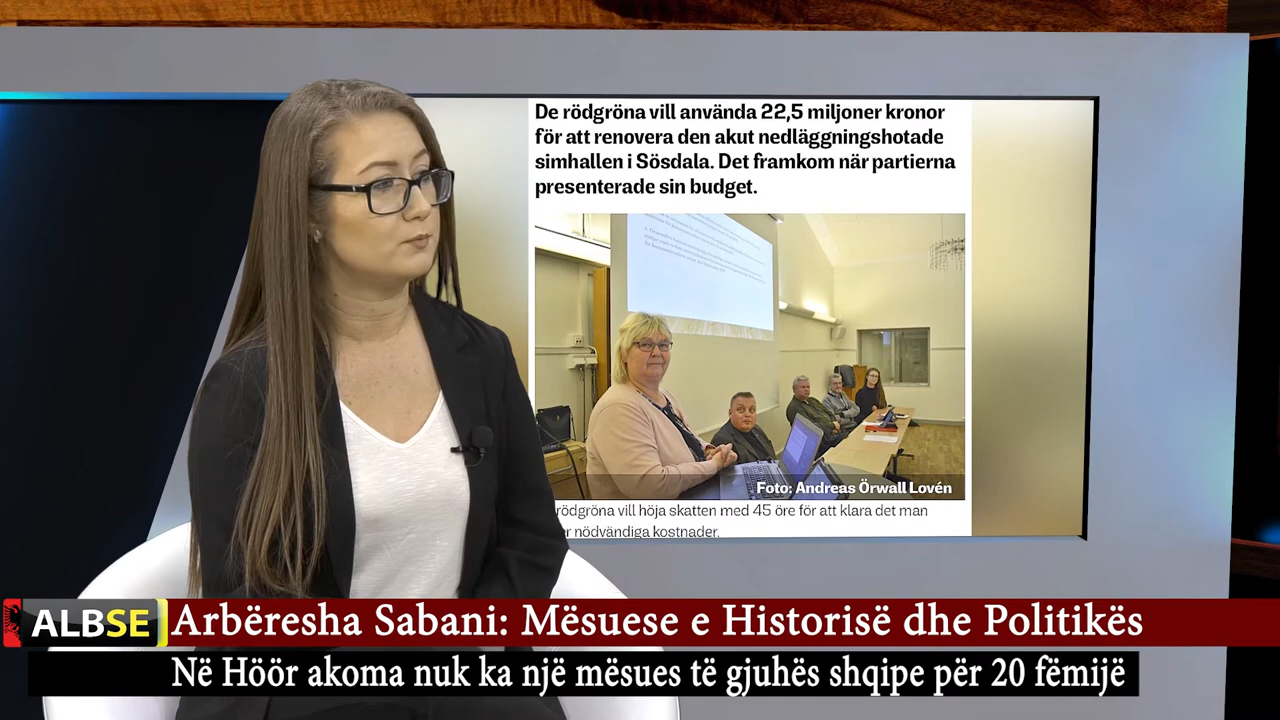 De rödgröna vill använda 22,5 miljoner kronor
för att renovera den akut nedläggningshotade
simhallen i Sösdala. Det framkom när partierna
presenterade sin budget.
Foto: Andreas Örwall Lovén
rödgröna vill höja skatten med 45 öre för att klara det man
nödvändiga kostnader.
ALBSE
Arbëresha Sabani: Mësuese e Historisë dhe Politikës
Në Höör akoma nuk ka një mësues të gjuhës shqipe për 20 fëmijë